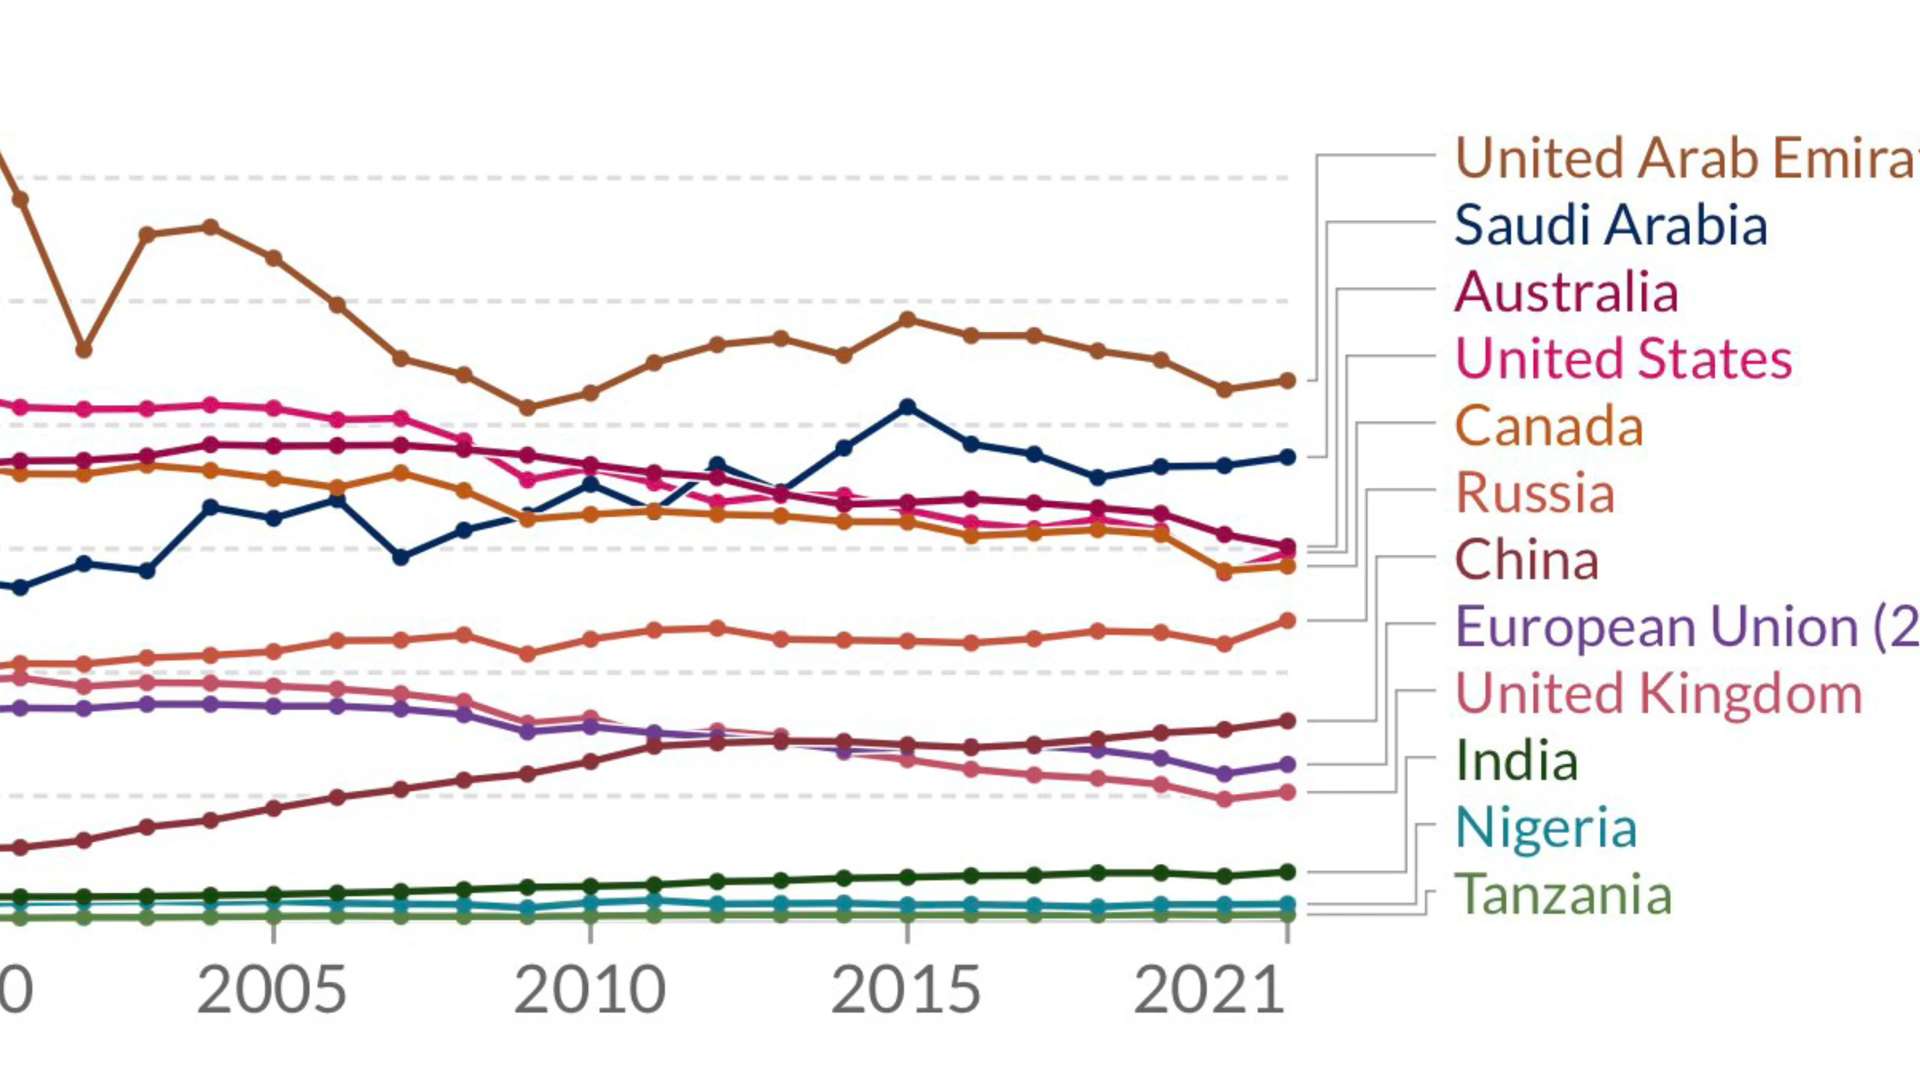 United Arab Emira
Saudi Arabia
Australia
United States
Canada
Russia
China
European Union (2
United Kingdom
India
Nigeria
Tanzania
0 2005 2010 2015 2021